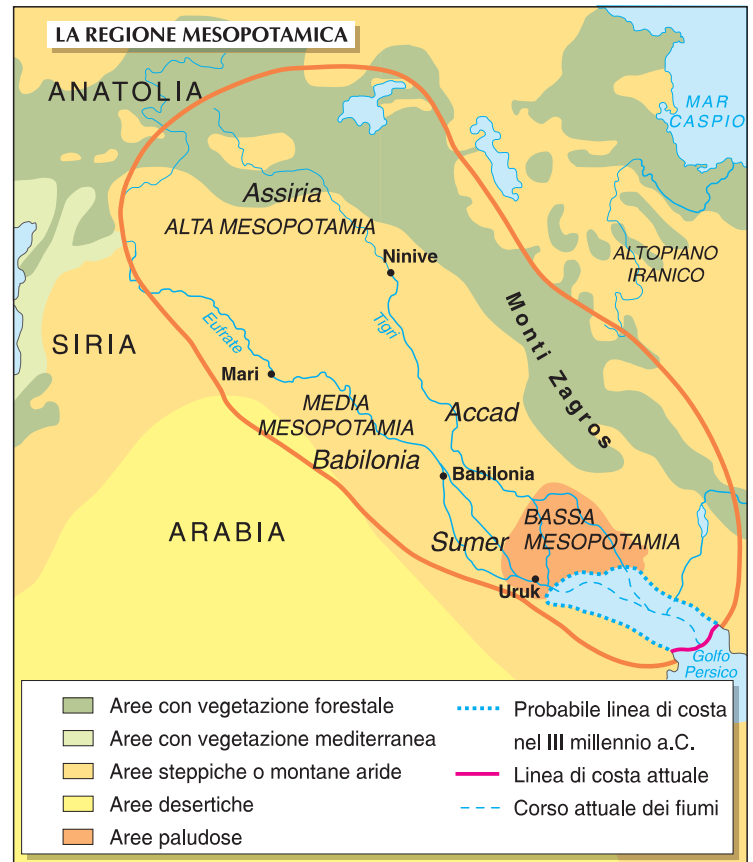 LA REGIONE MESOPOTAMICA
ANATOLIA
MAR
CASPIO
Assiria
ALTA MESOPOTAMIA
Ninive
ALTOPIANO
IRANICO
Monti Zagros
Eufrate
Tigri
SIRIA
Mari
MEDIA
MESOPOTAMIA
Accad
Babilonia
Babilonia
ARABIA
Sumer
BASSA
MESOPOTAMIA
Uruk
Golfo
Persico
Aree con vegetazione forestale
Aree con vegetazione mediterranea
Aree steppiche o montane aride
Aree desertiche
Aree paludose
Probabile linea di costa
nel III millennio a.C.
Linea di costa attuale
Corso attuale dei fiumi